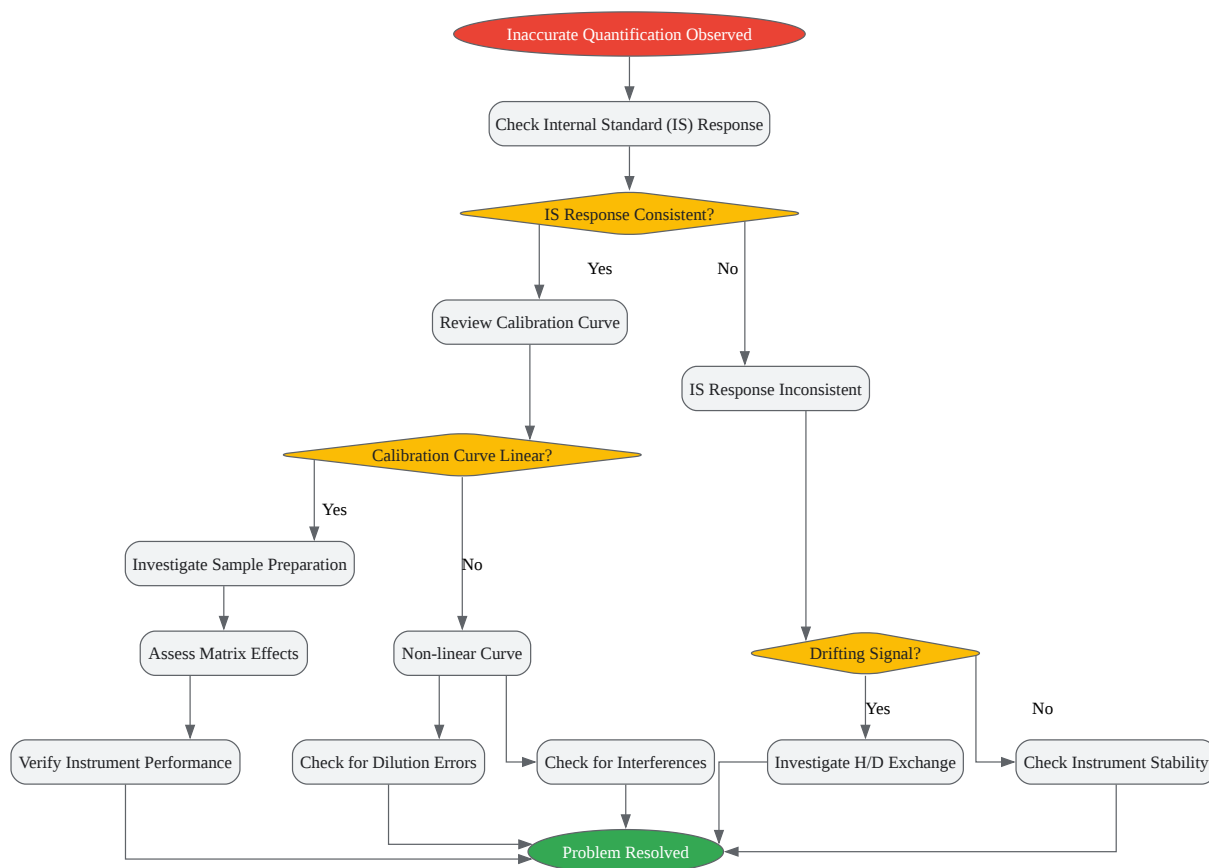 Inaccurate Quantification Observed
Check Internal Standard (IS) Response
IS Response Consistent?
Yes
No
Review Calibration Curve
IS Response Inconsistent
Calibration Curve Linear?
Yes
Investigate Sample Preparation
No
Assess Matrix Effects
Non-linear Curve
Drifting Signal?
Yes
No
Verify Instrument Performance
Check for Dilution Errors
Check for Interferences
Investigate H/D Exchange
Check Instrument Stability
Problem Resolved